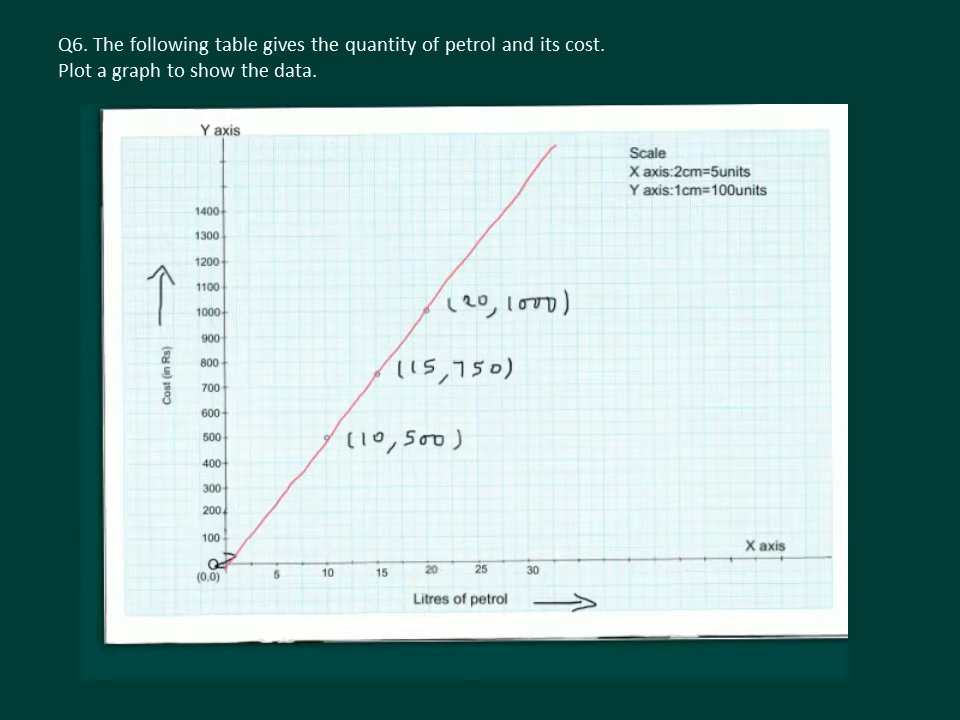 Q6. The following table gives the quantity of petrol and its cost.
Plot a graph to show the data.
Y axis
Scale
X axis:2cm=5units
Y axis:1cm=100units
1400
1300
1200
1100
1000
900
800
700
600
500
400
300
200
100
(20, 1000)
(15, 750)
(10, 500)
Cost (in Rs)
O
(0,0)
5
10
15
20
25
30
X axis
Litres of petrol